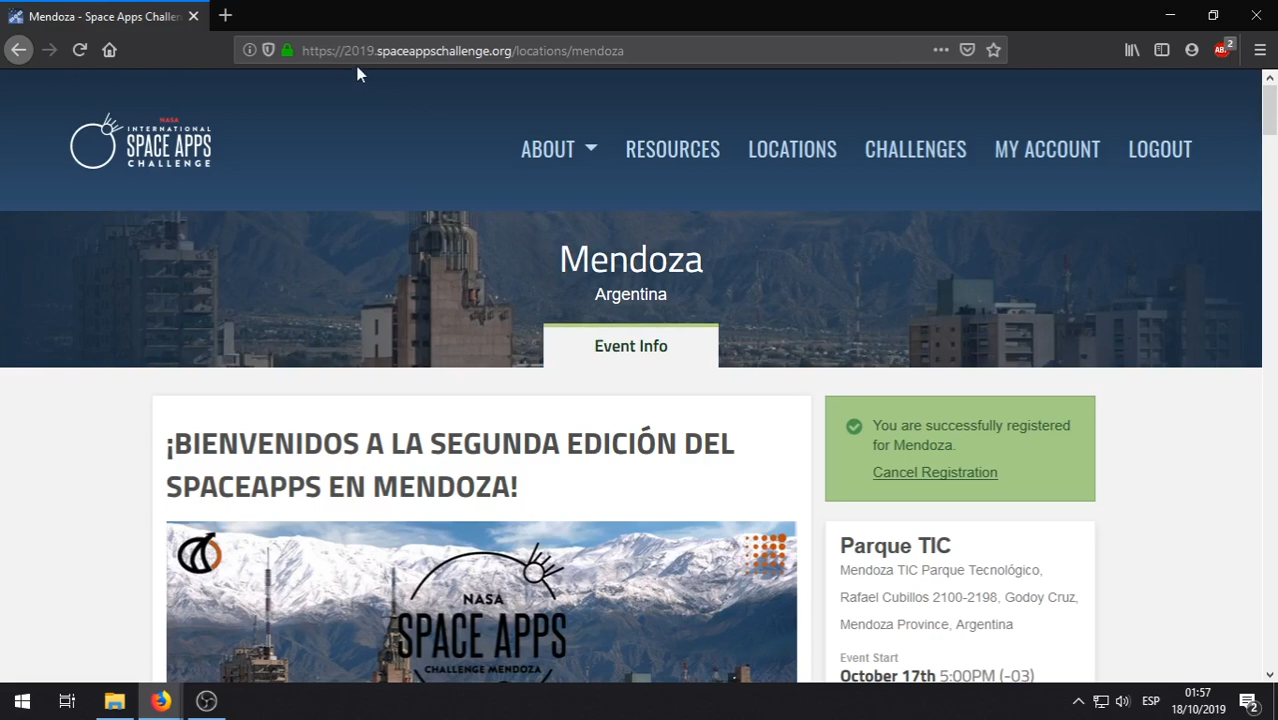 Mendoza - Space Apps Challen
https://2019.spaceappschallenge.org/locations/mendoza
ABP
2
NASA
INTERNATIONAL
SPACE APPS
CHALLENGE
ABOUT
RESOURCES
LOCATIONS
CHALLENGES
MY ACCOUNT
LOGOUT
Mendoza
Argentina
Event Info
¡BIENVENIDOS A LA SEGUNDA EDICIÓN DEL
SPACEAPPS EN MENDOZA!
NASA
SPACE APPS
CHALLENGE MENDOZA
You are successfully registered
for Mendoza.
Cancel Registration
Parque TIC
Mendoza TIC Parque Tecnológico,
Rafael Cubillos 2100-2198, Godoy Cruz,
Mendoza Province, Argentina
Event Start
October 17th 5:00PM (-03)
ESP
01:57
18/10/2019
2